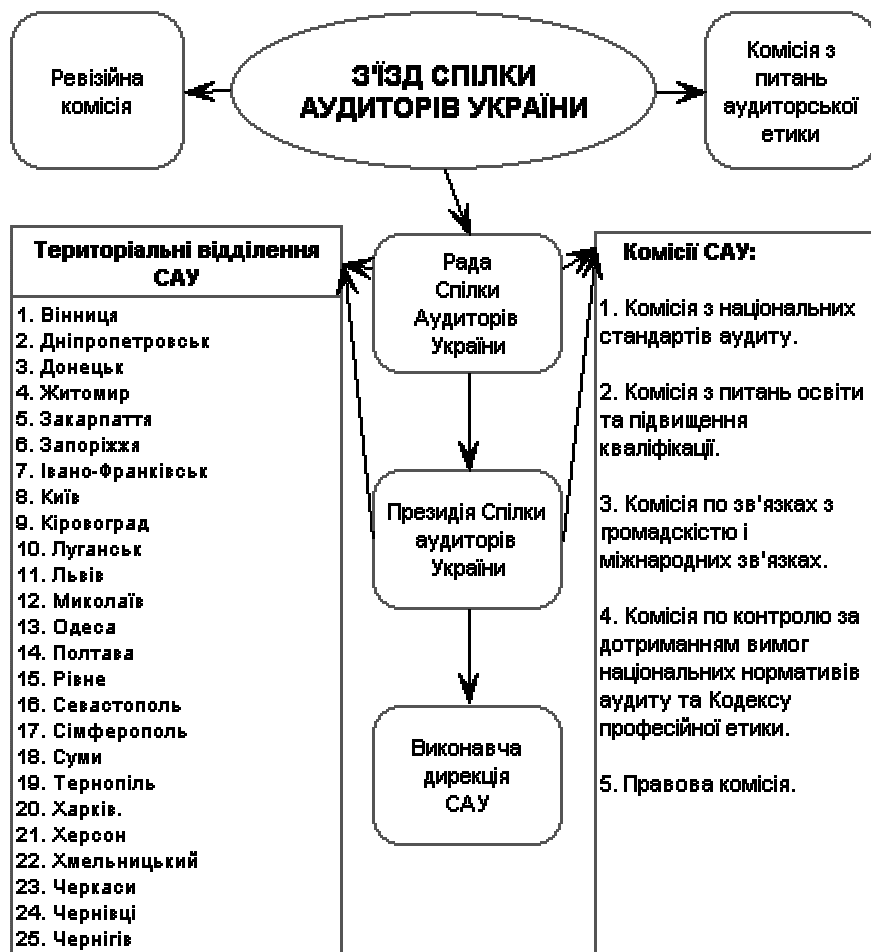 Ревізійна
комісія
З'ЇЗД СПІЛКИ
АУДИТОРІВ УКРАЇНИ
Комісія з
питань
аудиторської
етики
Територіальні відділення
САУ
1. Вінниця
2. Дніпропетровськ
3. Донецьк
4. Житомир
5. Закарпаття
6. Запоріжжя
7. Івано-Франківськ
8. Київ
9. Кіровоград
10. Луганськ
11. Львів
12. Миколаїв
13. Одеса
14. Полтава
15. Рівне
16. Севастополь
17. Сімферополь
18. Суми
19. Тернопіль
20. Харків.
21. Херсон
22. Хмельницький
23. Черкаси
24. Чернівці
25. Чернігів
Рада
Спілки
Аудиторів
України
Президія Спілки
аудиторів
України
Виконавча
дирекція
САУ
Комісії САУ:
1. Комісія з національних
стандартів аудиту.
2. Комісія з питань освіти
та підвищення
кваліфікації.
3. Комісія по зв'язках з
громадскістю і
міжнародних зв'язках.
4. Комісія по контролю за
дотриманням вимог
національних нормативів
аудиту та Кодексу
професійної етики.
5. Правова комісія.